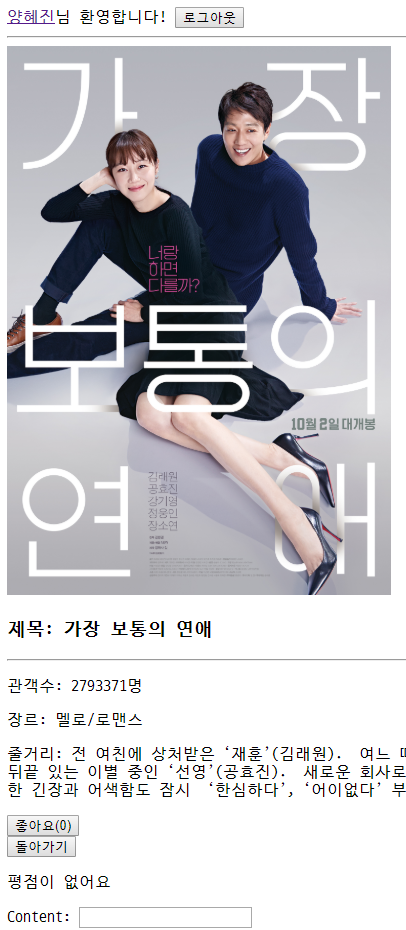 양혜진님 환영합니다! 로그아웃
가장
너랑
하면
다를까?
보통의
10월 2일 대개봉
연애
김래원
공효진
강기영
정웅인
장소연
제목: 가장 보통의 연애
관객수: 2793371명
장르: 멜로/로맨스
줄거리: 전 여친에 상처받은 ‘재훈’(김래원). 여느 때
뒤끝 있는 이별 중인 ‘선영’(공효진). 새로운 회사로
한 긴장과 어색함도 잠시 ‘한심하다’, ‘어이없다’ 부
좋아요(0)
돌아가기
평점이 없어요
Content: